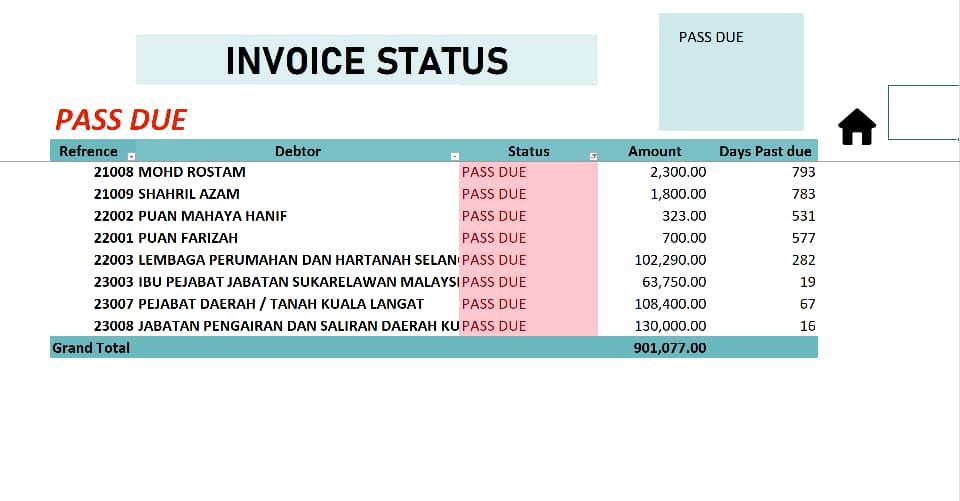 PASS DUE
INVOICE STATUS
PASS DUE
Refrence Debtor Status Amount Days Past due
21008 MOHD ROSTAM PASS DUE 2,300.00 793
21009 SHAHRIL AZAM PASS DUE 1,800.00 783
22002 PUAN MAHAYA HANIF PASS DUE 323.00 531
22001 PUAN FARIZAH PASS DUE 700.00 577
22003 LEMBAGA PERUMAHAN DAN HARTANAH SELAN PASS DUE 102,290.00 282
23003 IBU PEJABAT JABATAN SUKARELAWAN MALAYSI PASS DUE 63,750.00 19
23007 PEJABAT DAERAH / TANAH KUALA LANGAT PASS DUE 108,400.00 67
23008 JABATAN PENGAIRAN DAN SALIRAN DAERAH KU PASS DUE 130,000.00 16
Grand Total 901,077.00